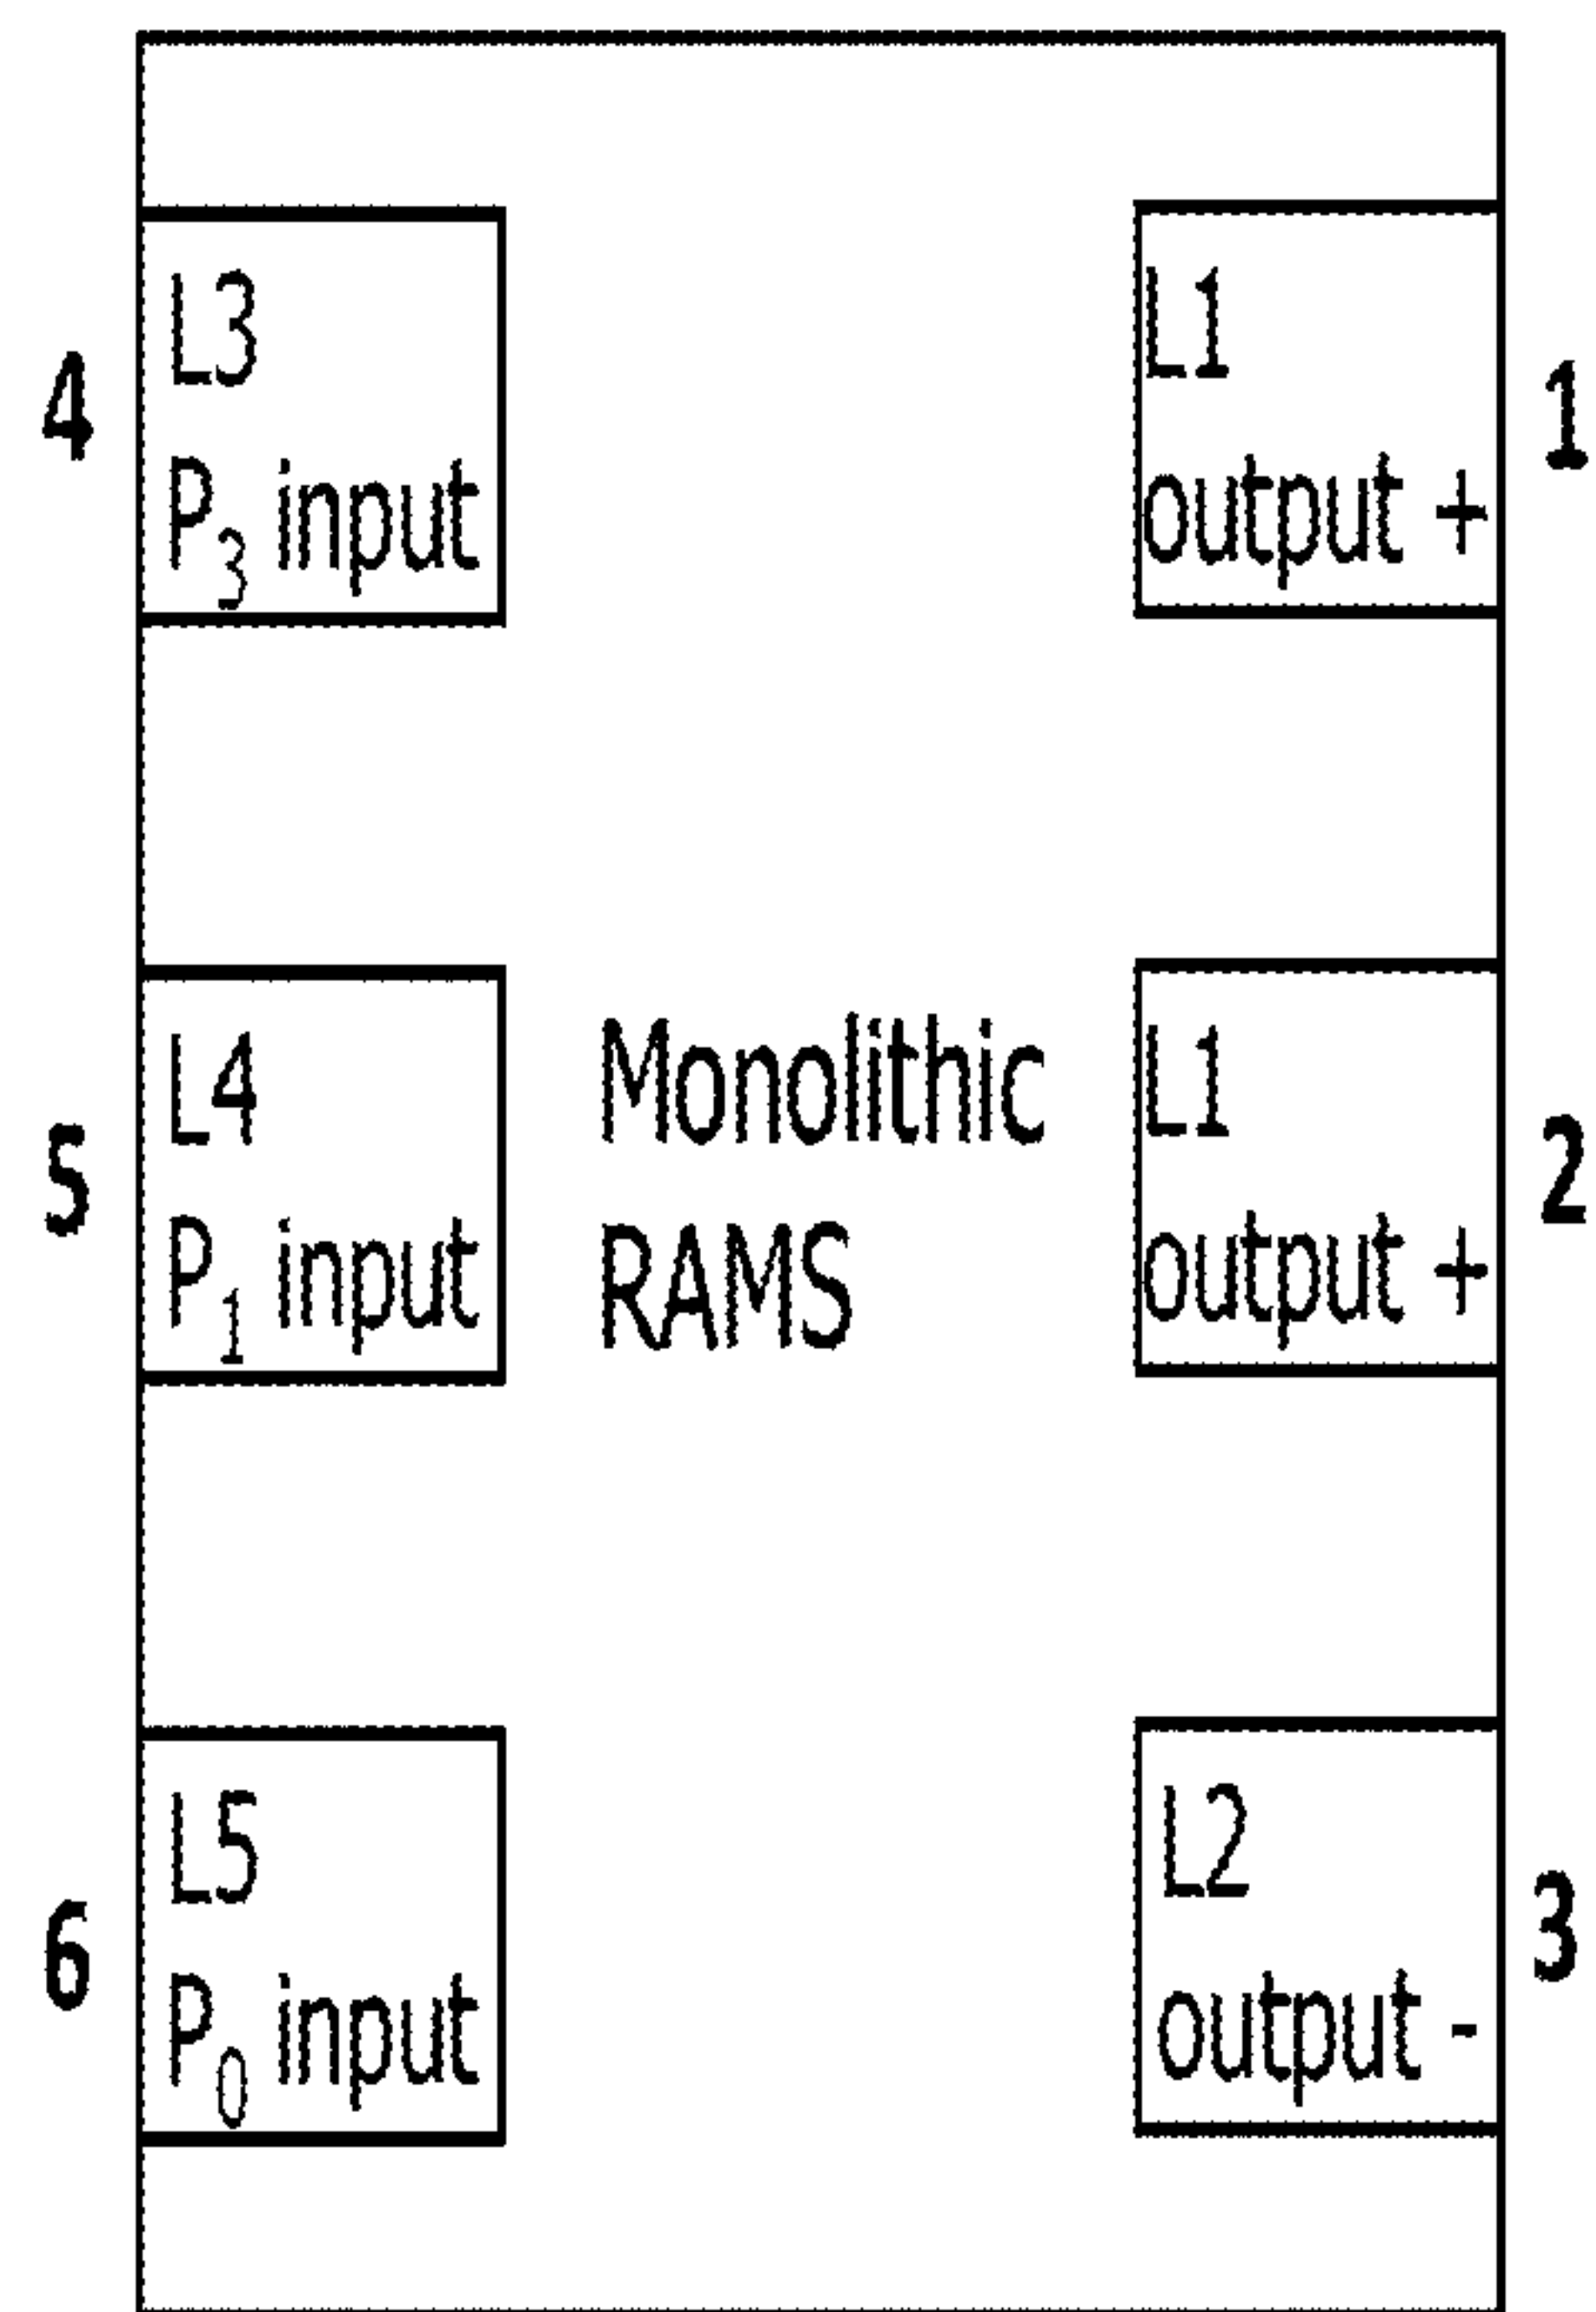 4
L3
P₃ input
L1
output +
1
5
L4
P₁ input
Monolithic
RAMS
L1
output +
2
6
L5
P₀ input
L2
output -
3